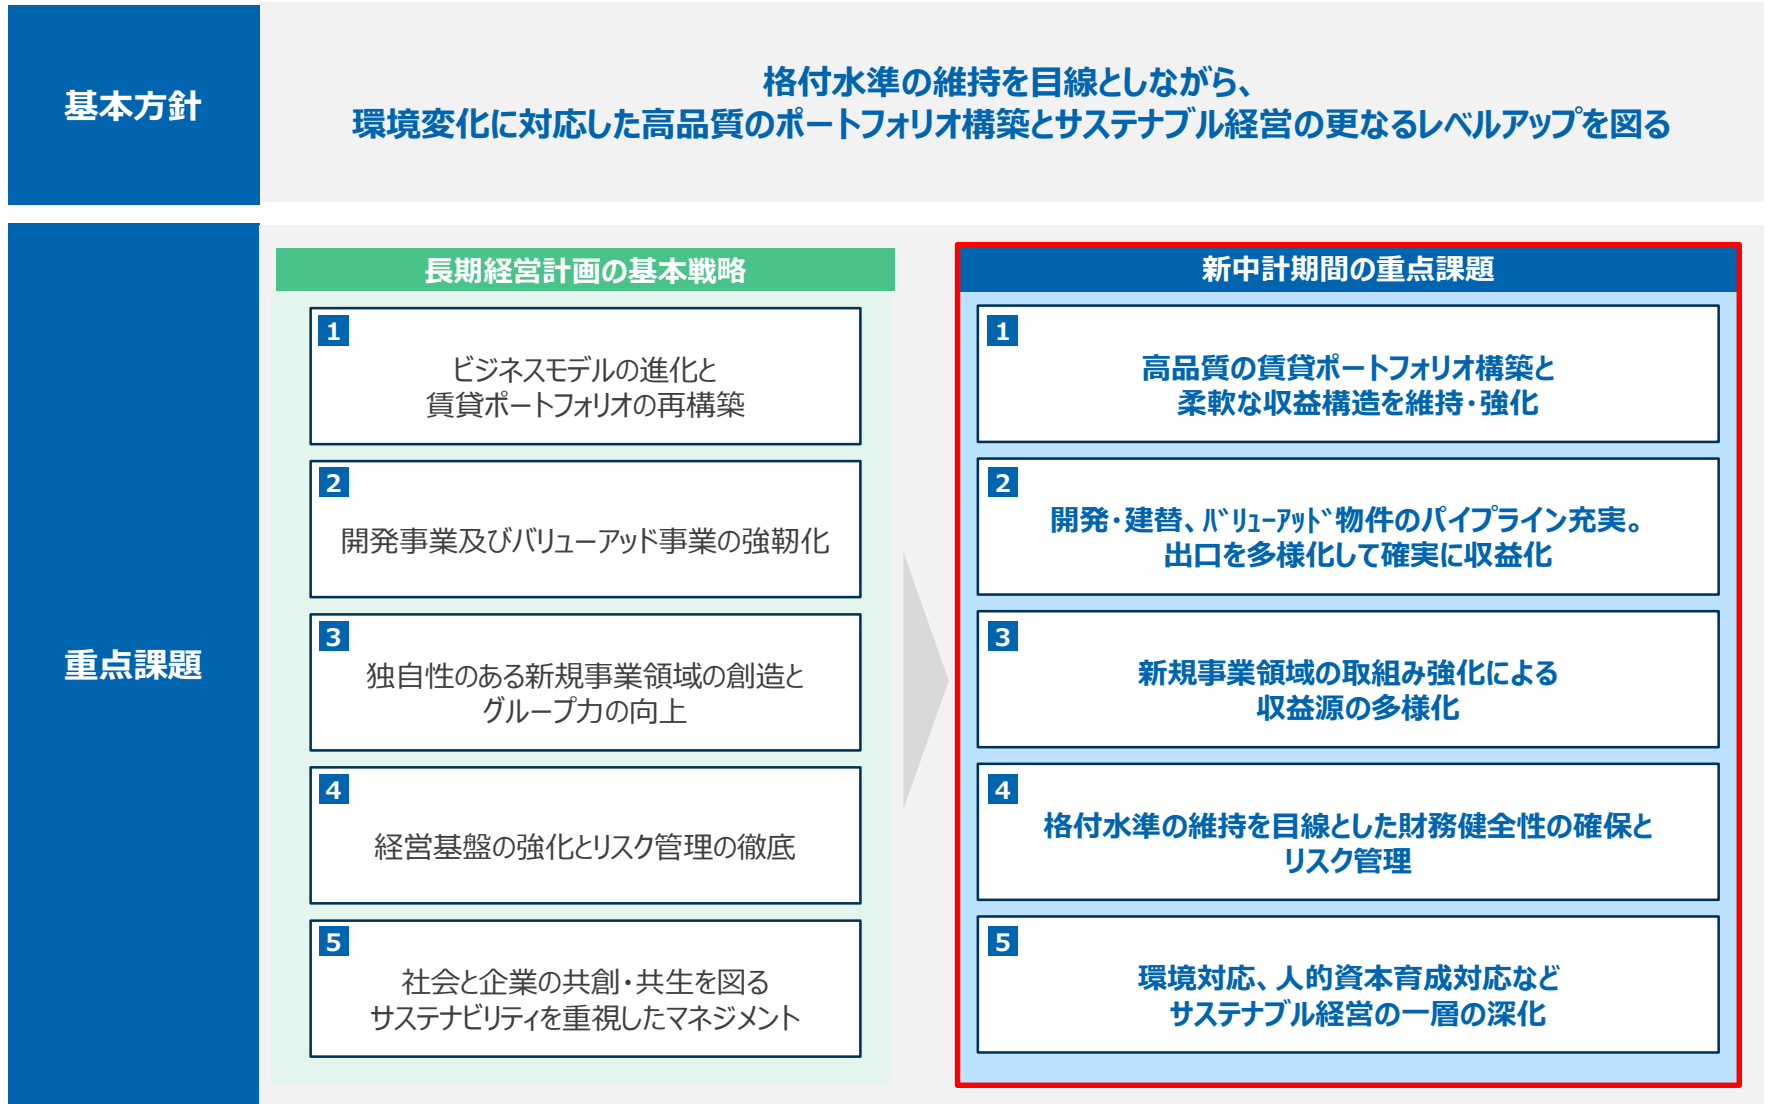 基本方針
格付水準の維持を目線としながら、
環境変化に対応した高品質のポートフォリオ構築とサステナブル経営の更なるレベルアップを図る
重点課題
長期経営計画の基本戦略
1
ビジネスモデルの進化と
賃貸ポートフォリオの再構築
2
開発事業及びバリューアッド事業の強靭化
3
独自性のある新規事業領域の創造と
グループ力の向上
4
経営基盤の強化とリスク管理の徹底
5
社会と企業の共創・共生を図る
サステナビリティを重視したマネジメント
新中計期間の重点課題
1
高品質の賃貸ポートフォリオ構築と
柔軟な収益構造を維持・強化
2
開発・建替、ﾊﾞﾘｭｰｱｯﾄﾞ物件のパイプライン充実。
出口を多様化して確実に収益化
3
新規事業領域の取組み強化による
収益源の多様化
4
格付水準の維持を目線とした財務健全性の確保と
リスク管理
5
環境対応、人的資本育成対応など
サステナブル経営の一層の深化